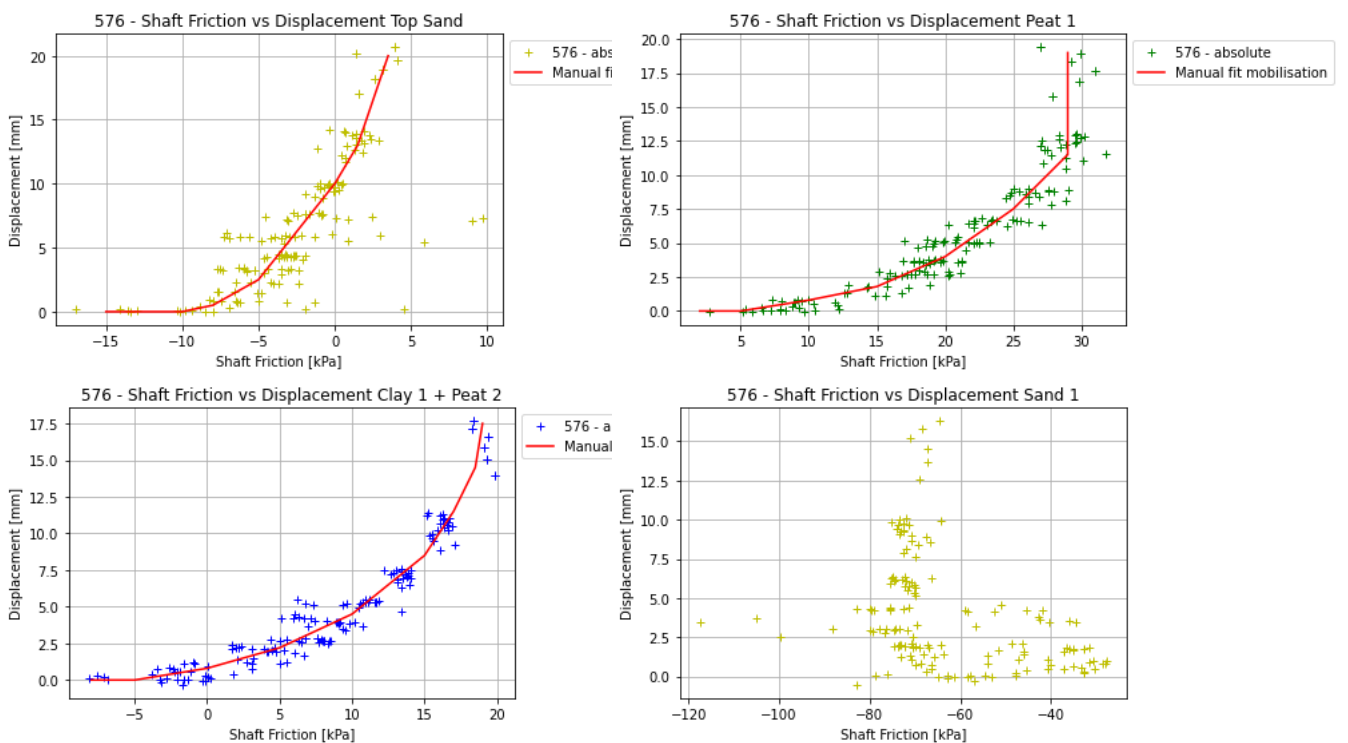 576 - Shaft Friction vs Displacement Top Sand
20
15
10
5
0
Displacement [mm]
−15 −10 −5 0 5 10
Shaft Friction [kPa]
576 - abs
Manual fi
576 - Shaft Friction vs Displacement Peat 1
20.0
17.5
15.0
12.5
10.0
7.5
5.0
2.5
0.0
Displacement [mm]
5 10 15 20 25 30
Shaft Friction [kPa]
576 - absolute
Manual fit mobilisation
576 - Shaft Friction vs Displacement Clay 1 + Peat 2
17.5
15.0
12.5
10.0
7.5
5.0
2.5
0.0
Displacement [mm]
−5 0 5 10 15 20
Shaft Friction [kPa]
576 - a
Manual
576 - Shaft Friction vs Displacement Sand 1
15.0
12.5
10.0
7.5
5.0
2.5
0.0
Displacement [mm]
−120 −100 −80 −60 −40
Shaft Friction [kPa]